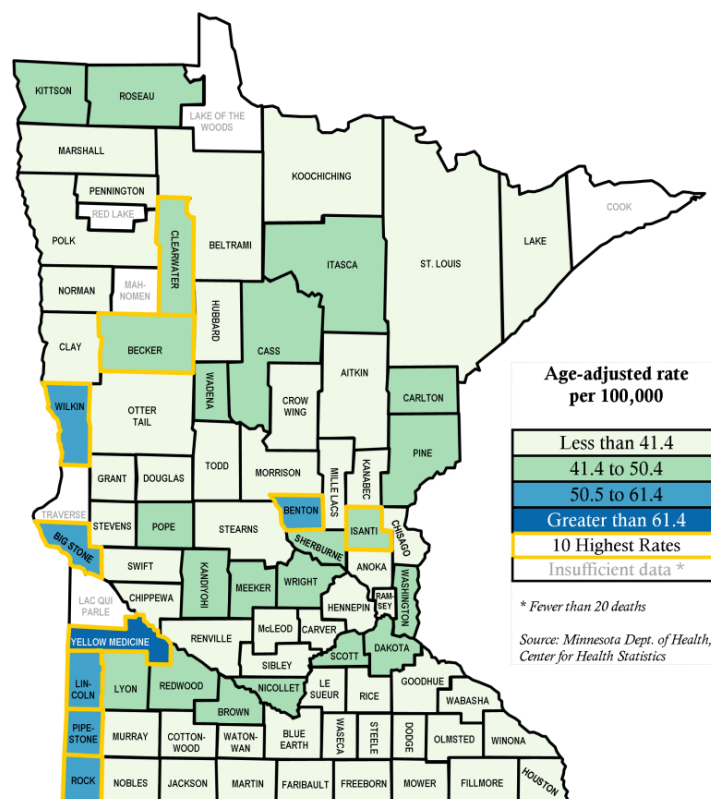 KITTSON
ROSEAU
LAKE OF THE
WOODS
MARSHALL
KOOCHICHING
PENNINGTON
RED LAKE
COOK
POLK
CLEARWATER
BELTRAMI
ITASCA
ST. LOUIS
LAKE
NORMAN
MAH-
NOMEN
HUBBARD
CLAY
BECKER
CASS
WADENA
AITKIN
CARLTON
WILKIN
OTTER
TAIL
CROW
WING
PINE
TODD
MORRISON
MILLE LACS
KANABEC
GRANT
DOUGLAS
TRAVERSE
STEVENS
POPE
STEARNS
BENTON
ISANTI
CHISAGO
BIG STONE
SHERBURNE
SWIFT
ANOKA
KANDIYOHI
MEEKER
WRIGHT
WASHINGTON
LAC QUI
PARLE
CHIPPEWA
HENNEPIN
RAM-
SEY
YELLOW MEDICINE
RENVILLE
McLEOD
CARVER
SCOTT
DAKOTA
SIBLEY
LIN-
COLN
LYON
REDWOOD
NICOLLET
LE
SUEUR
RICE
GOODHUE
WABASHA
BROWN
PIPE-
STONE
MURRAY
COTTON-
WOOD
WATON-
WAN
BLUE
EARTH
WASECA
STEELE
DODGE
OLMSTED
WINONA
ROCK
NOBLES
JACKSON
MARTIN
FARIBAULT
FREEBORN
MOWER
FILLMORE
HOUSTON
Age-adjusted rate
per 100,000
Less than 41.4
41.4 to 50.4
50.5 to 61.4
Greater than 61.4
10 Highest Rates
Insufficient data *
* Fewer than 20 deaths
Source: Minnesota Dept. of Health,
Center for Health Statistics